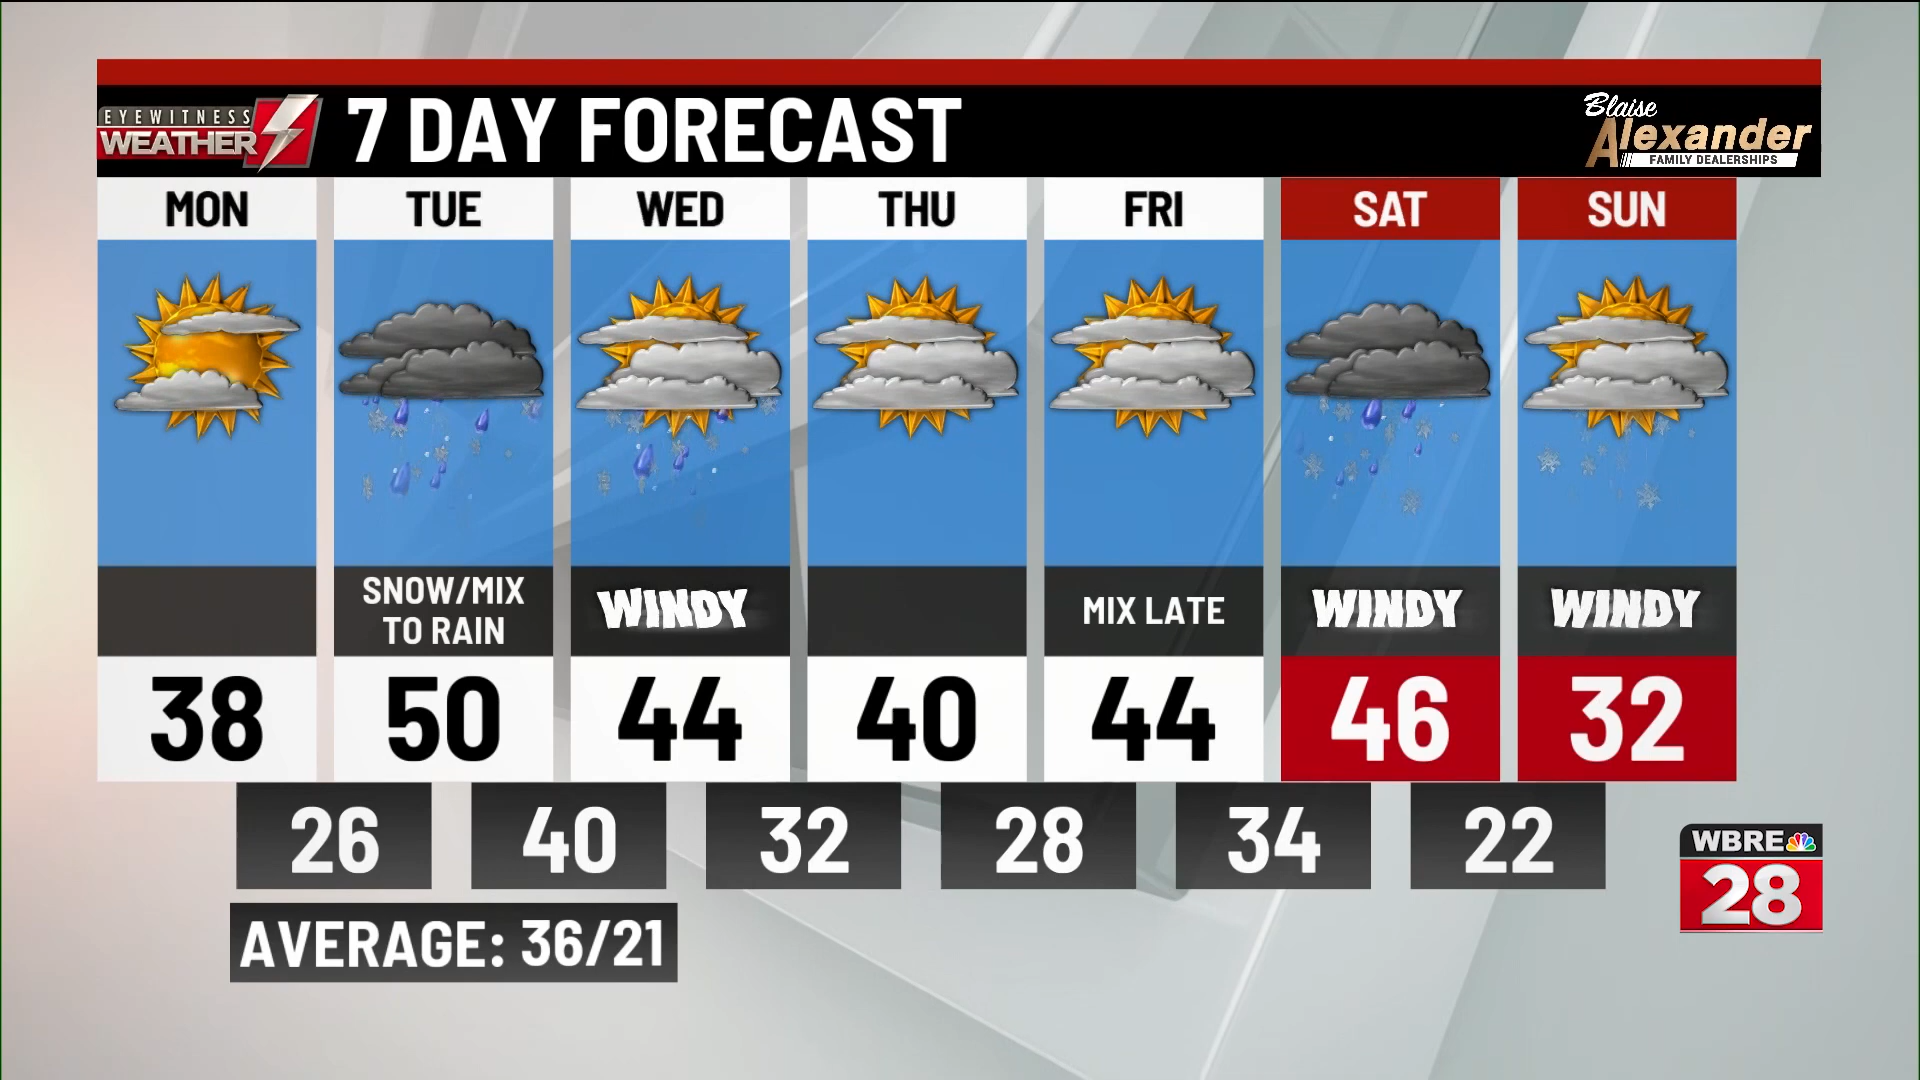 EYEWITNESS
WEATHER
7 DAY FORECAST
Blaise
Alexander
FAMILY DEALERSHIPS
MON TUE WED THU FRI SAT SUN
SNOW/MIX
TO RAIN
WINDY
MIX LATE
WINDY
WINDY
38 50 44 40 44 46 32
26 40 32 28 34 22
AVERAGE: 36/21
WBRE
28